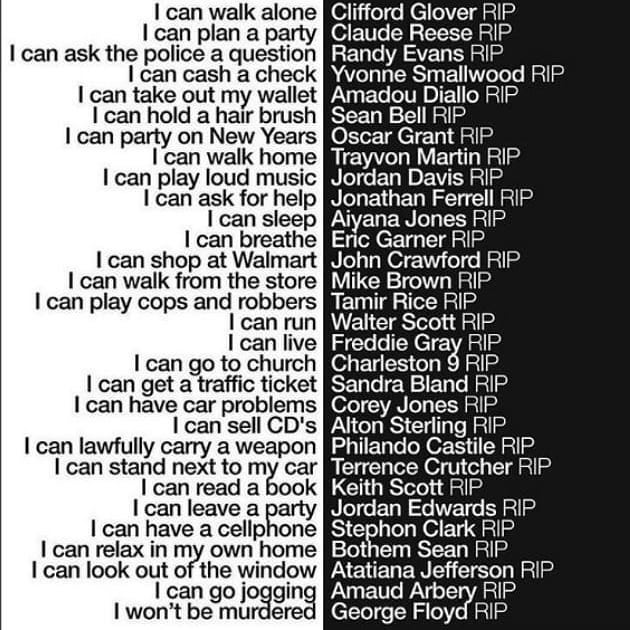 I can walk alone Clifford Glover RIP
I can plan a party Claude Reese RIP
I can ask the police a question Randy Evans RIP
I can cash a check Yvonne Smallwood RIP
I can take out my wallet Amadou Diallo RIP
I can hold a hair brush Sean Bell RIP
I can party on New Years Oscar Grant RIP
I can walk home Trayvon Martin RIP
I can play loud music Jordan Davis RIP
I can ask for help Jonathan Ferrell RIP
I can sleep Aiyana Jones RIP
I can breathe Eric Garner RIP
I can shop at Walmart John Crawford RIP
I can walk from the store Mike Brown RIP
I can play cops and robbers Tamir Rice RIP
I can run Walter Scott RIP
I can live Freddie Gray RIP
I can go to church Charleston 9 RIP
I can get a traffic ticket Sandra Bland RIP
I can have car problems Corey Jones RIP
I can sell CD's Alton Sterling RIP
I can lawfully carry a weapon Philando Castile RIP
I can stand next to my car Terrence Crutcher RIP
I can read a book Keith Scott RIP
I can leave a party Jordan Edwards RIP
I can have a cellphone Stephon Clark RIP
I can relax in my own home Bothem Sean RIP
I can look out of the window Atatiana Jefferson RIP
I can go jogging Amaud Arbery RIP
I won't be murdered George Floyd RIP